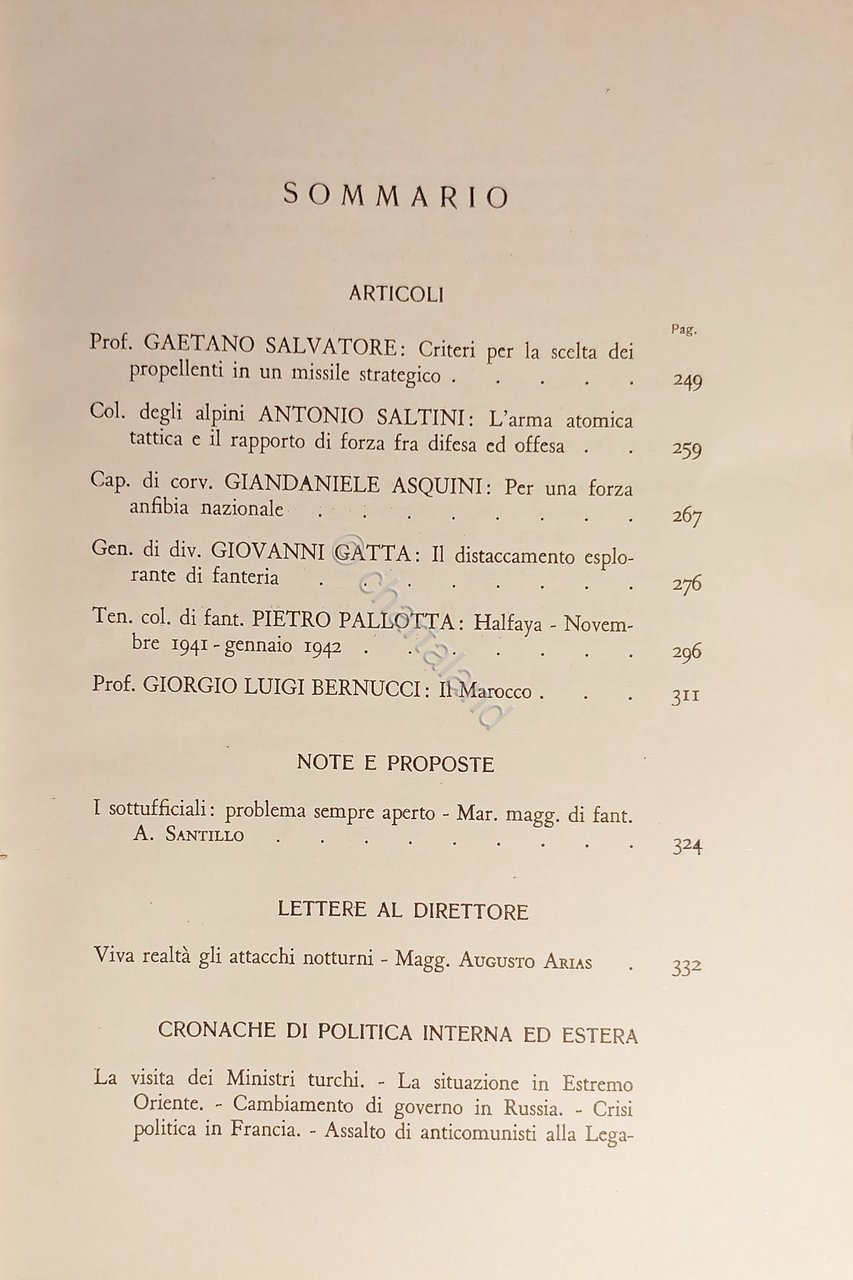 SOMMARIO
ARTICOLI
Pag.
Prof. GAETANO SALVATORE: Criteri per la scelta dei
propellenti in un missile strategico . . . . . 249
Col. degli alpini ANTONIO SALTINI: L'arma atomica
tattica e il rapporto di forza fra difesa ed offesa . . 259
Cap. di corv. GIANDANIELE ASQUINI: Per una forza
anfibia nazionale . . . . . . . . 267
Gen. di div. GIOVANNI GATTA: Il distaccamento esplo-
rante di fanteria . . . . . . . . 276
Ten. col. di fant. PIETRO PALLOTTA: Halfaya - Novem-
bre 1941 - gennaio 1942 . . . . . . . 296
Prof. GIORGIO LUIGI BERNUCCI: Il Marocco . . . 311
NOTE E PROPOSTE
I sottufficiali: problema sempre aperto - Mar. magg. di fant.
A. SANTILLO . . . . . . . . . 324
LETTERE AL DIRETTORE
Viva realtà gli attacchi notturni - Magg. AUGUSTO ARIAS . 332
CRONACHE DI POLITICA INTERNA ED ESTERA
La visita dei Ministri turchi. - La situazione in Estremo
Oriente. - Cambiamento di governo in Russia. - Crisi
politica in Francia. - Assalto di anticomunisti alla Lega-
@chartaland